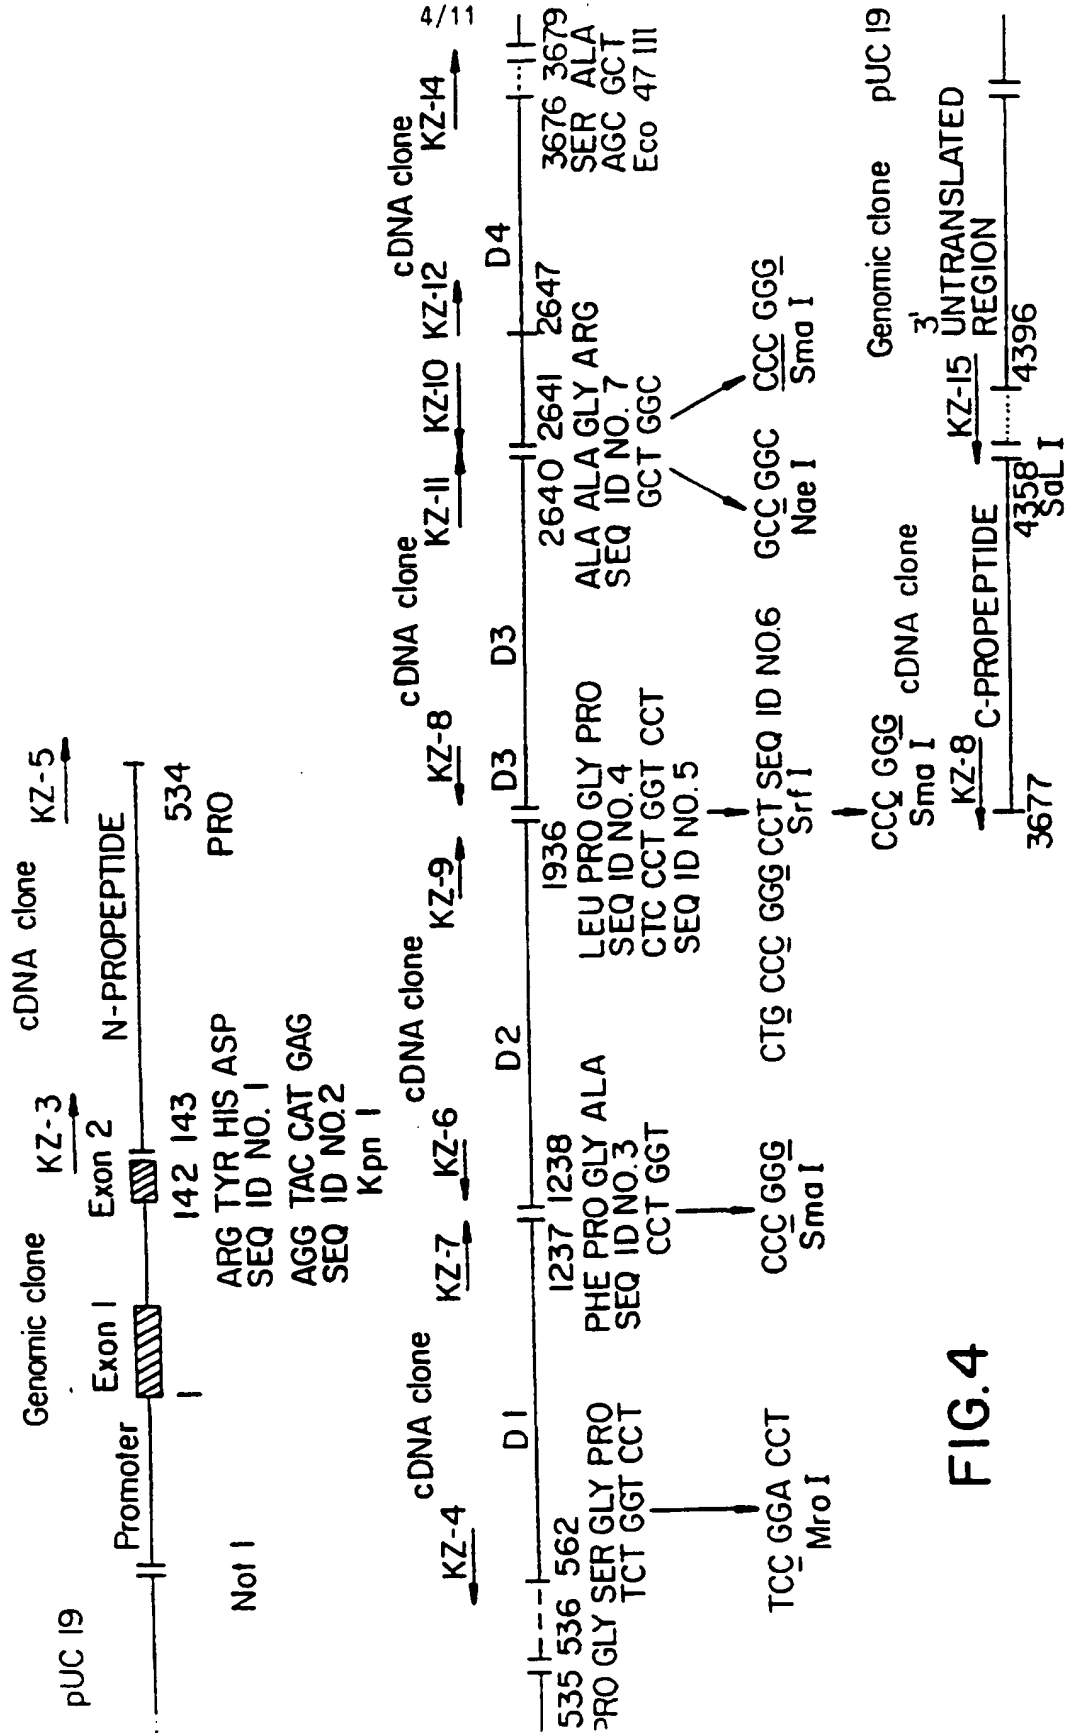 4/11
pUC 19
Genomic clone
cDNA clone
KZ-3
KZ-5
Promoter
Exon 1
Exon 2
N-PROPEPTIDE
Not 1
1
142 143
534
PRO
ARG TYR HIS ASP
SEQ ID NO. 1
AGG TAC CAT GAG
SEQ ID NO.2
Kpn 1
cDNA clone
cDNA clone
cDNA clone
cDNA clone
KZ-4
KZ-7
KZ-6
KZ-9
KZ-8
KZ-11
KZ-10
KZ-12
KZ-14
D1
D2
D3
D3
D4
535 536 562
PRO GLY SER GLY PRO
TCT GGT CCT
TCC GGA CCT
Mro I
1237 1238
PHE PRO GLY ALA
SEQ ID NO.3
CCT GGT
CCC GGG
Sma I
1936
LEU PRO GLY PRO
SEQ ID NO.4
CTC CCT GGT CCT
SEQ ID NO.5
CTG CCC GGG CCT SEQ ID NO.6
Srf I
CCC GGG
Sma I
2640 2641 2647
ALA ALA GLY ARG
SEQ ID NO. 7
GCT GGC
GCC GGC
Nae I
CCC GGG
Sma I
3676 3679
SER ALA
AGC GCT
Eco 47 III
cDNA clone
Genomic clone
pUC 19
KZ-8
KZ-15
C-PROPEPTIDE
3'
UNTRANSLATED
REGION
3677
4358
4396
SaL I
FIG.4